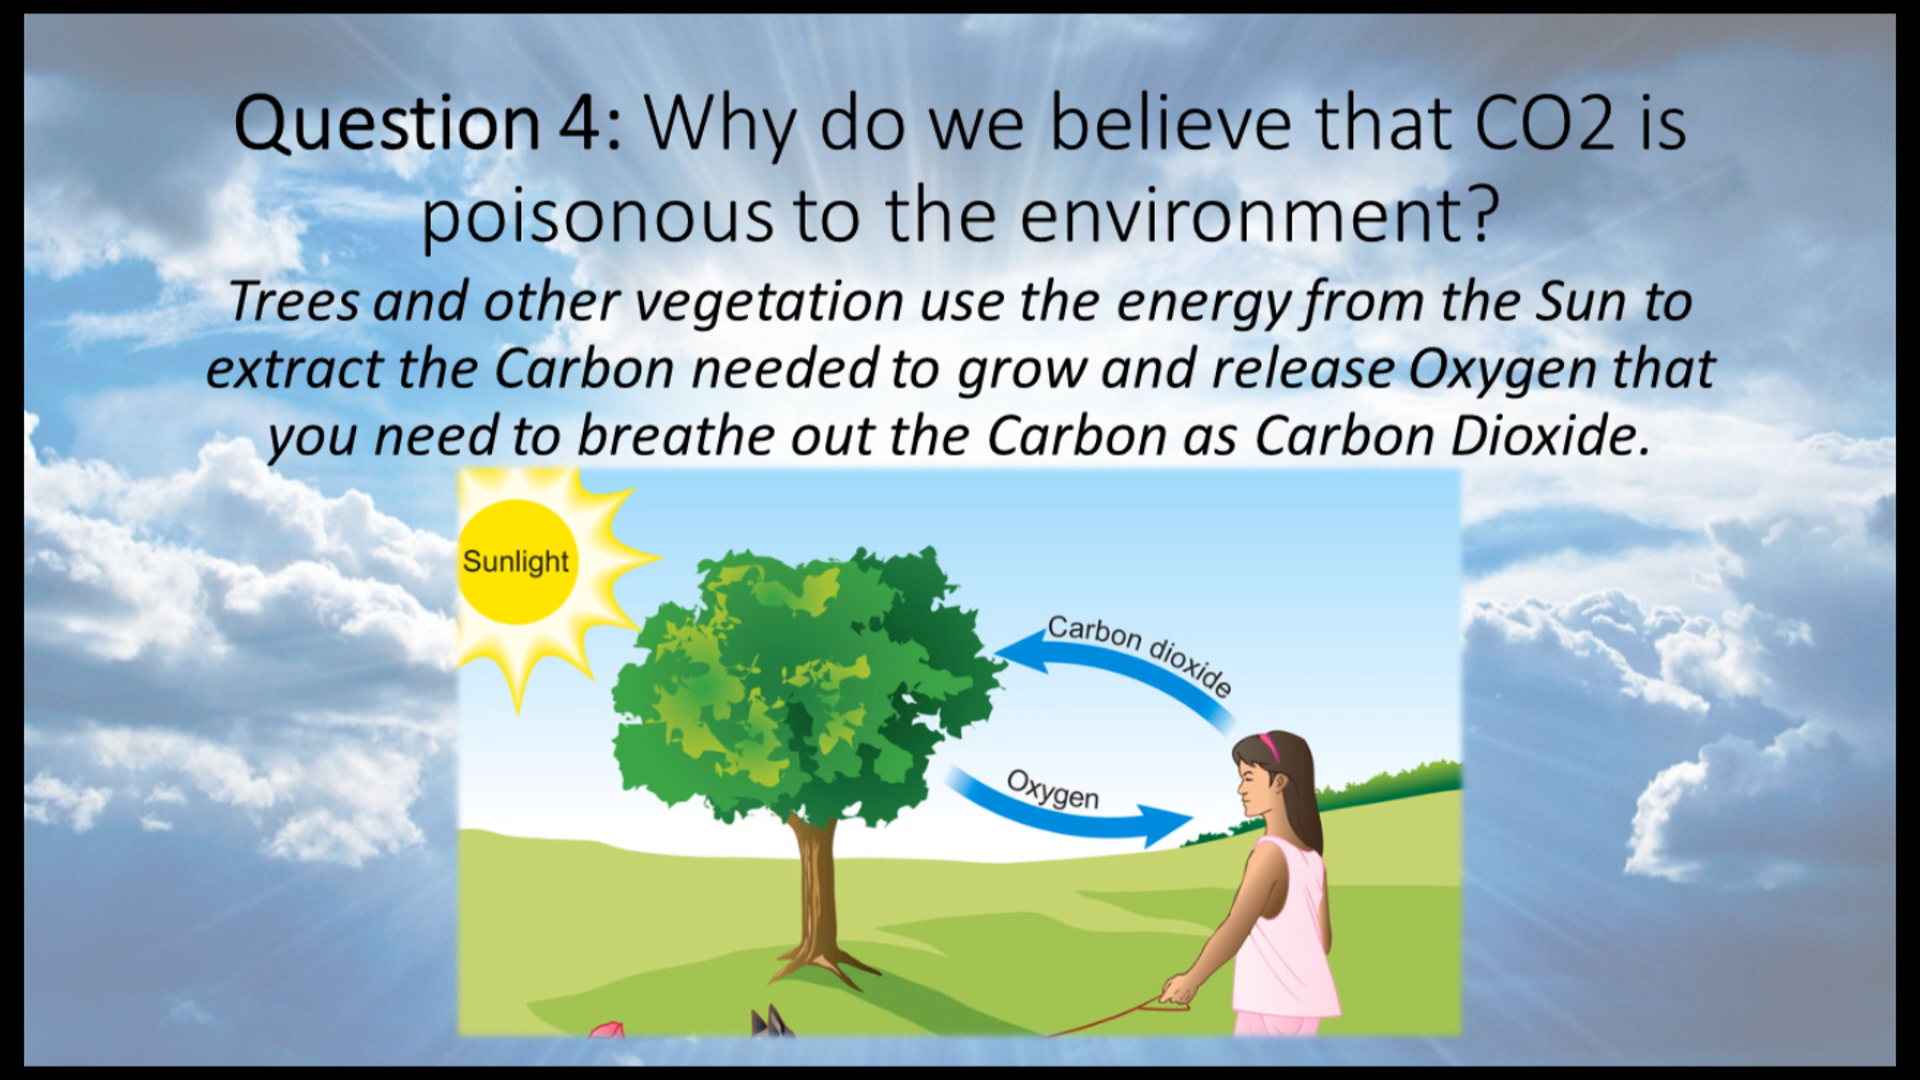 Question 4: Why do we believe that CO2 is
poisonous to the environment?
Trees and other vegetation use the energy from the Sun to
extract the Carbon needed to grow and release Oxygen that
you need to breathe out the Carbon as Carbon Dioxide.
Sunlight
Carbon dioxide
Oxygen